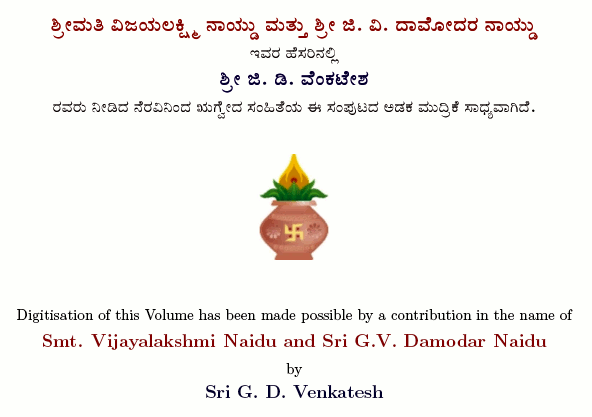 ಶ್ರೀಮತಿ ವಿಜಯಲಕ್ಷ್ಮಿ ನಾಯ್ಡು ಮತ್ತು ಶ್ರೀ ಜಿ. ವಿ. ದಾಮೋದರ ನಾಯ್ಡು
ಇವರ ಹೆಸರಿನಲ್ಲಿ
ಶ್ರೀ ಜಿ. ಡಿ. ವೆಂಕಟೇಶ
ರವರು ನೀಡಿದ ನೆರವಿನಿಂದ ಋಗ್ವೇದ ಸಂಹಿತೆಯ ಈ ಸಂಪುಟದ ಅಡಕ ಮುದ್ರಿಕೆ ಸಾಧ್ಯವಾಗಿದೆ.
Digitisation of this Volume has been made possible by a contribution in the name of
Smt. Vijayalakshmi Naidu and Sri G.V. Damodar Naidu
by
Sri G. D. Venkatesh